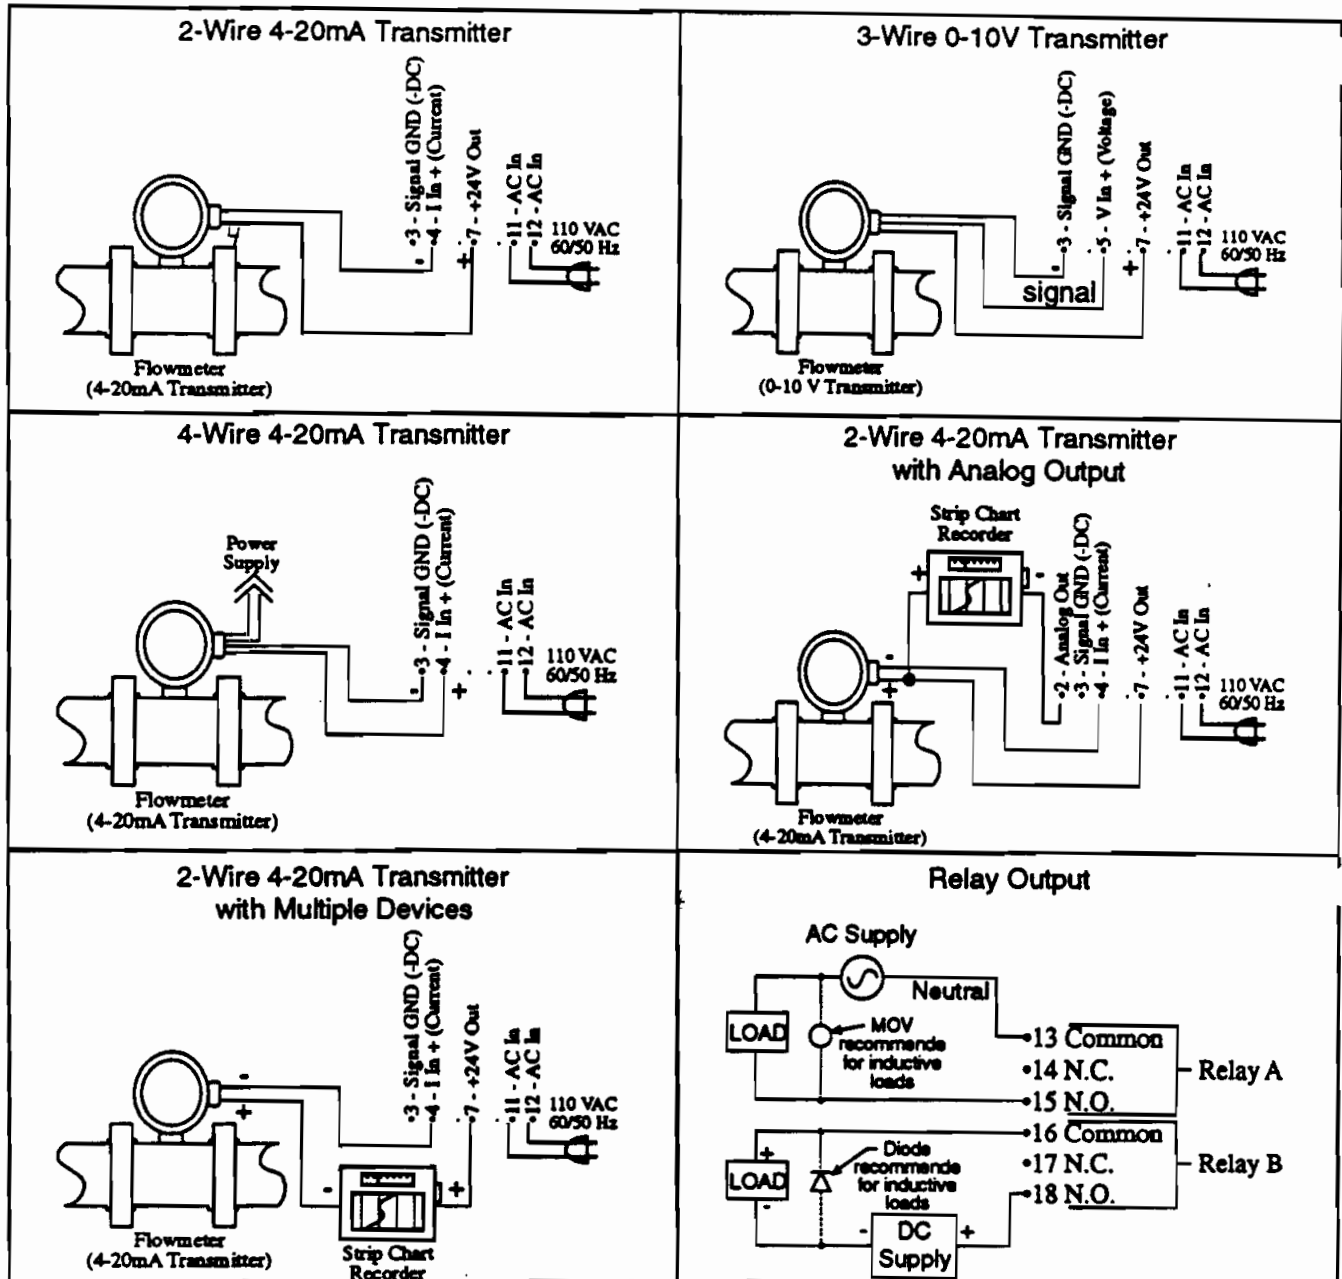 2-Wire 4-20mA Transmitter
•3 - Signal GND (-DC)
•4 - I In + (Current)
•7 - +24V Out
•11 - AC In
•12 - AC In
110 VAC
60/50 Hz
-
+
Flowmeter
(4-20mA Transmitter)
3-Wire 0-10V Transmitter
•3 - Signal GND (-DC)
•5 - V In + (Voltage)
•7 - +24V Out
•11 - AC In
•12 - AC In
110 VAC
60/50 Hz
-
+
signal
Flowmeter
(0-10 V Transmitter)
4-Wire 4-20mA Transmitter
Power
Supply
•3 - Signal GND (-DC)
•4 - I In + (Current)
•11 - AC In
•12 - AC In
110 VAC
60/50 Hz
-
+
Flowmeter
(4-20mA Transmitter)
2-Wire 4-20mA Transmitter
with Analog Output
Strip Chart
Recorder
+
-
•2 - Analog Out
•3 - Signal GND (-DC)
•4 - I In + (Current)
•7 - +24V Out
•11 - AC In
•12 - AC In
110 VAC
60/50 Hz
-
+
Flowmeter
(4-20mA Transmitter)
2-Wire 4-20mA Transmitter
with Multiple Devices
•3 - Signal GND (-DC)
•4 - I In + (Current)
•7 - +24V Out
•11 - AC In
•12 - AC In
110 VAC
60/50 Hz
-
+
-
+
Flowmeter
(4-20mA Transmitter)
Strip Chart
Recorder
Relay Output
AC Supply
Neutral
LOAD
MOV
recommende
for inductive
loads
•13 Common
•14 N.C.
•15 N.O.
Relay A
•16 Common
•17 N.C.
•18 N.O.
Relay B
+
LOAD
-
Diode
recommende
for inductive
loads
-
DC
Supply
+